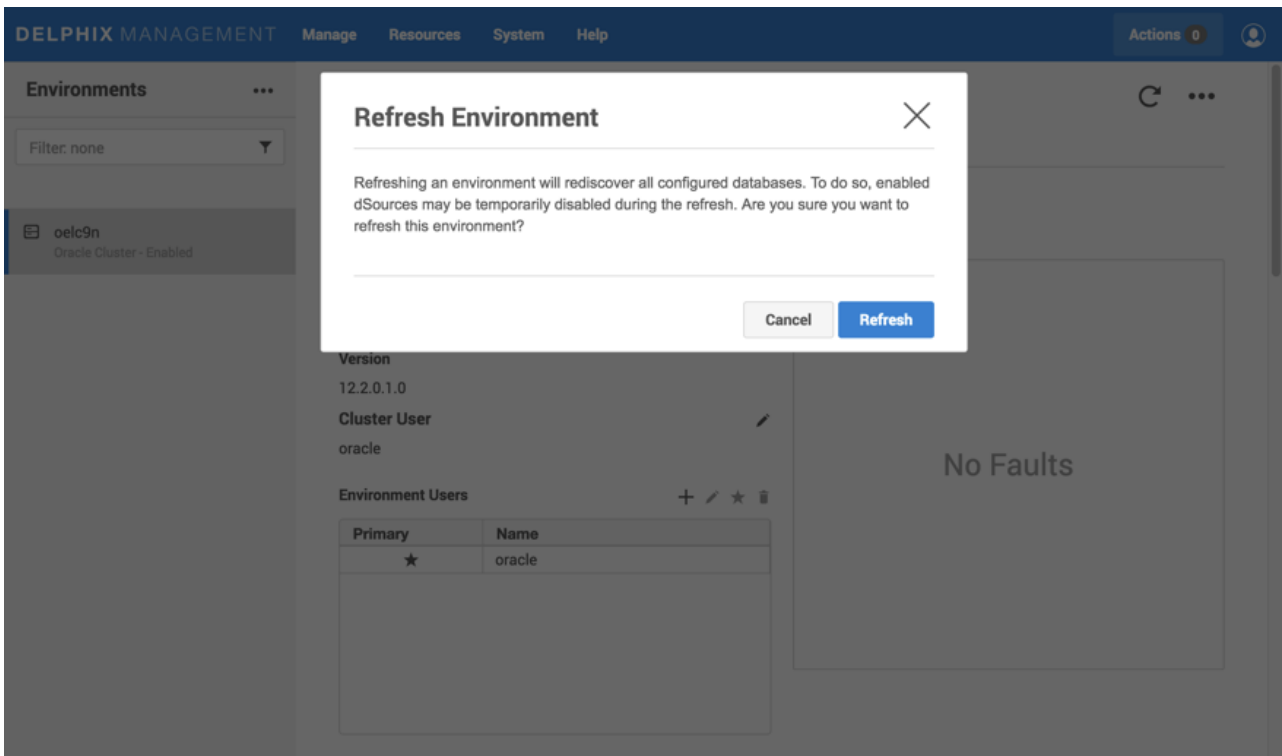 DELPHIX MANAGEMENT Manage Resources System Help Actions 0
Environments
Filter: none
oelc9n
Oracle Cluster - Enabled
Refresh Environment
Refreshing an environment will rediscover all configured databases. To do so, enabled
dSources may be temporarily disabled during the refresh. Are you sure you want to
refresh this environment?
Cancel Refresh
Version
12.2.0.1.0
Cluster User
oracle
Environment Users
Primary Name
oracle
No Faults